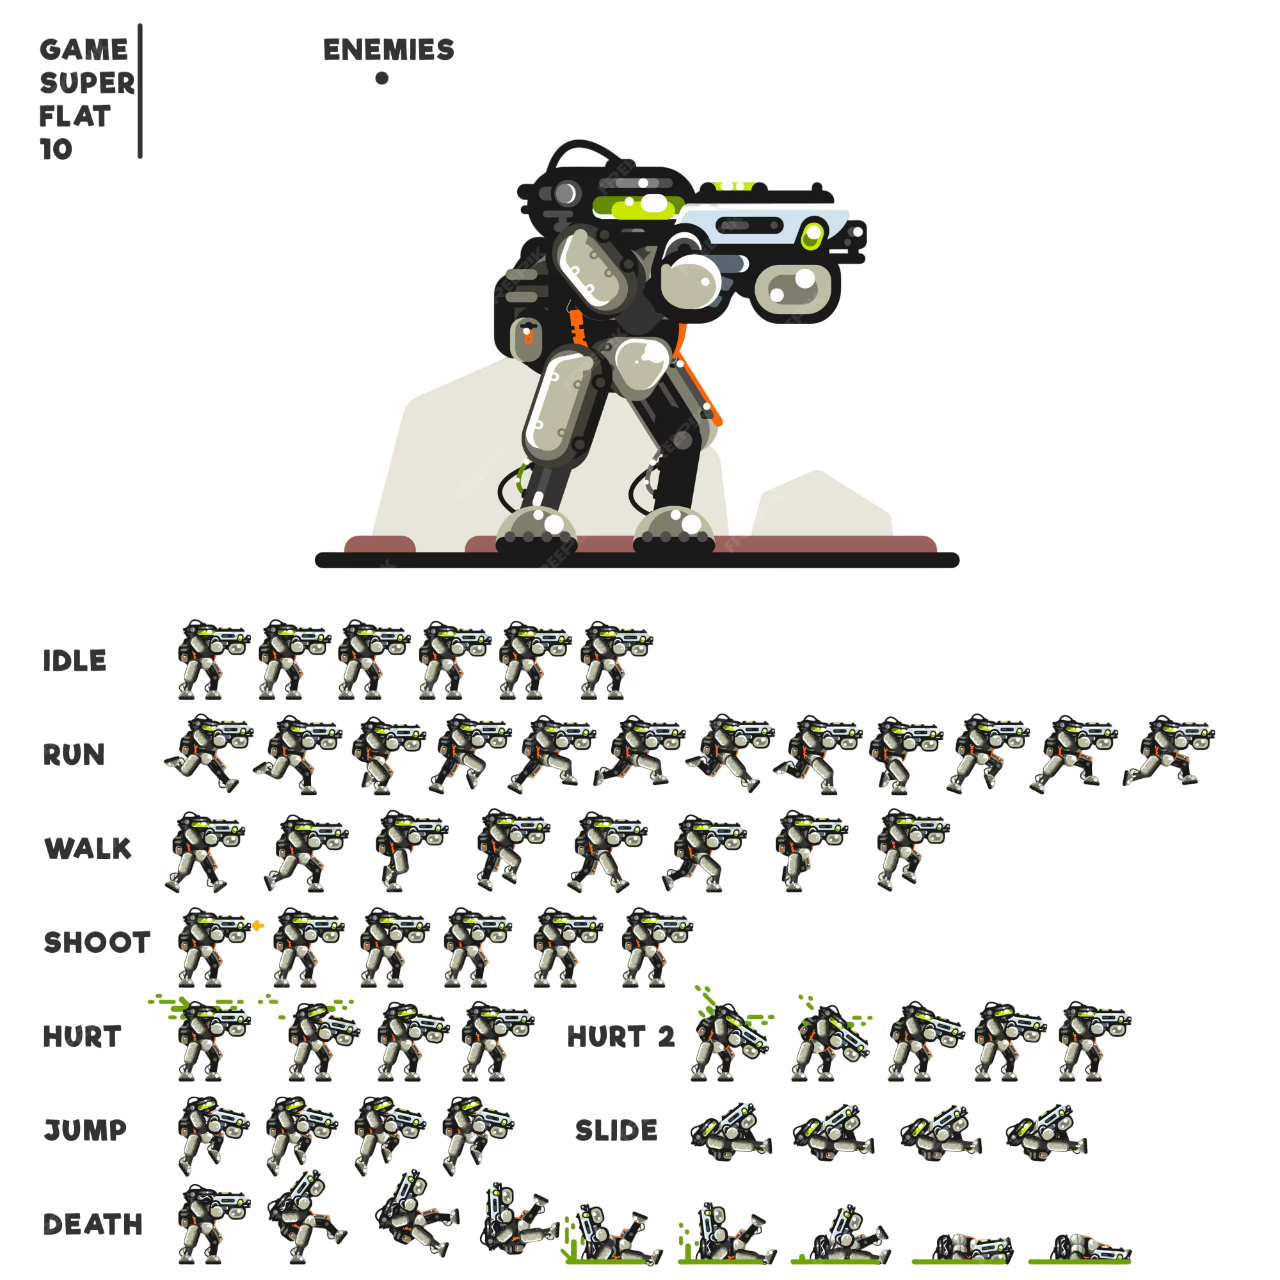 GAME
SUPER
FLAT
10
ENEMIES
IDLE
RUN
WALK
SHOOT
HURT
HURT 2
JUMP
SLIDE
DEATH